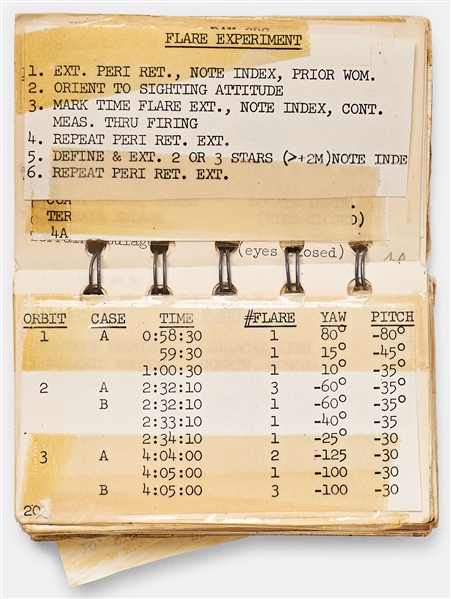 FLARE EXPERIMENT
1. EXT. PERI RET., NOTE INDEX, PRIOR WOM.
2. ORIENT TO SIGHTING ATTITUDE
3. MARK TIME FLARE EXT., NOTE INDEX, CONT.
MEAS. THRU FIRING
4. REPEAT PERI RET. EXT.
5. DEFINE & EXT. 2 OR 3 STARS (>+2M)NOTE INDE
6. REPEAT PERI RET. EXT.
TER
4A
(eyes closed)
4A
ORBIT CASE TIME #FLARE YAW PITCH
1 A 0:58:30 1 80° -80°
59:30 1 15° -45°
1:00:30 1 10° -35°
2 A 2:32:10 3 -60° -35°
B 2:32:10 1 -60° -35°
2:33:10 1 -40° -35
2:34:10 1 -25° -30
3 A 4:04:00 2 -125 -30
4:05:00 1 -100 -30
B 4:05:00 3 -100 -30
20